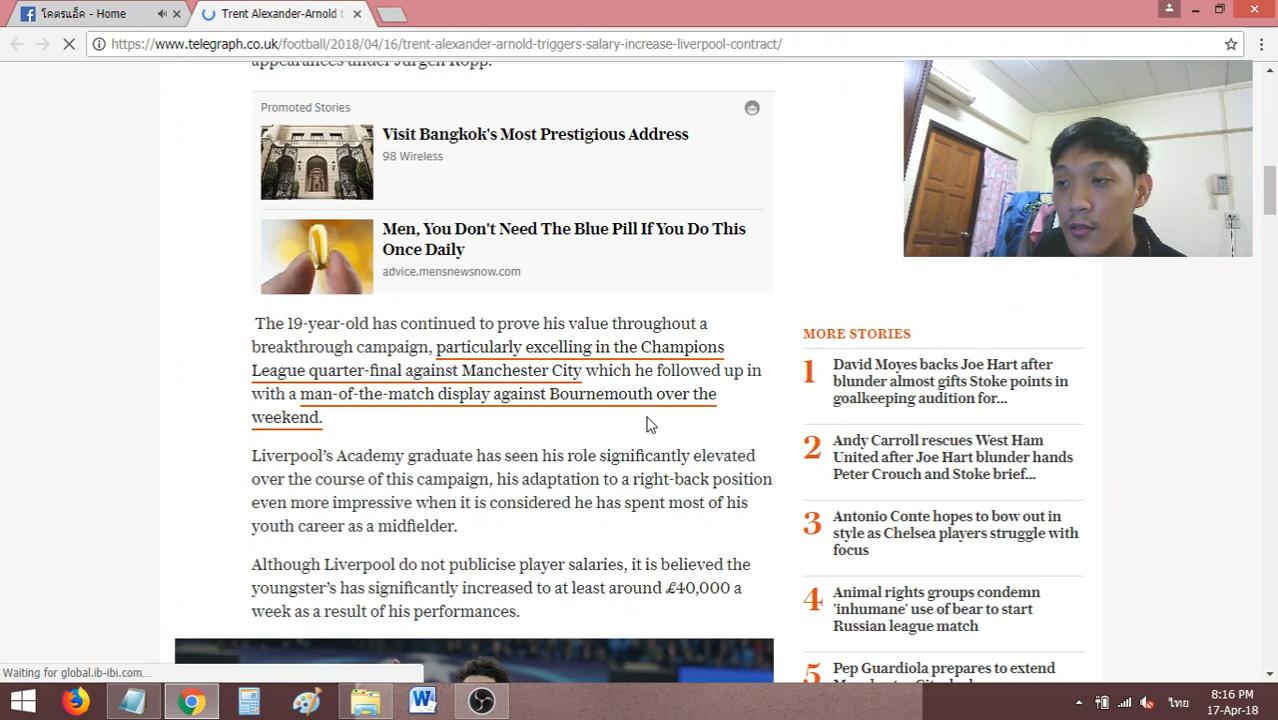 โคตรแอ็ค - Home
Trent Alexander-Arnold t
https://www.telegraph.co.uk/football/2018/04/16/trent-alexander-arnold-triggers-salary-increase-liverpool-contract/
appearances under Jurgen Klopp.
Promoted Stories
Visit Bangkok's Most Prestigious Address
98 Wireless
Men, You Don't Need The Blue Pill If You Do This
Once Daily
advice.mensnewsnow.com
The 19-year-old has continued to prove his value throughout a
breakthrough campaign, particularly excelling in the Champions
League quarter-final against Manchester City which he followed up in
with a man-of-the-match display against Bournemouth over the
weekend.
Liverpool's Academy graduate has seen his role significantly elevated
over the course of this campaign, his adaptation to a right-back position
even more impressive when it is considered he has spent most of his
youth career as a midfielder.
Although Liverpool do not publicise player salaries, it is believed the
youngster's has significantly increased to at least around £40,000 a
week as a result of his performances.
MORE STORIES
1 David Moyes backs Joe Hart after
blunder almost gifts Stoke points in
goalkeeping audition for...
2 Andy Carroll rescues West Ham
United after Joe Hart blunder hands
Peter Crouch and Stoke brief...
3 Antonio Conte hopes to bow out in
style as Chelsea players struggle with
focus
4 Animal rights groups condemn
'inhumane' use of bear to start
Russian league match
5 Pep Guardiola prepares to extend
Waiting for global.ib-ibi.com...
ไทย
8:16 PM
17-Apr-18